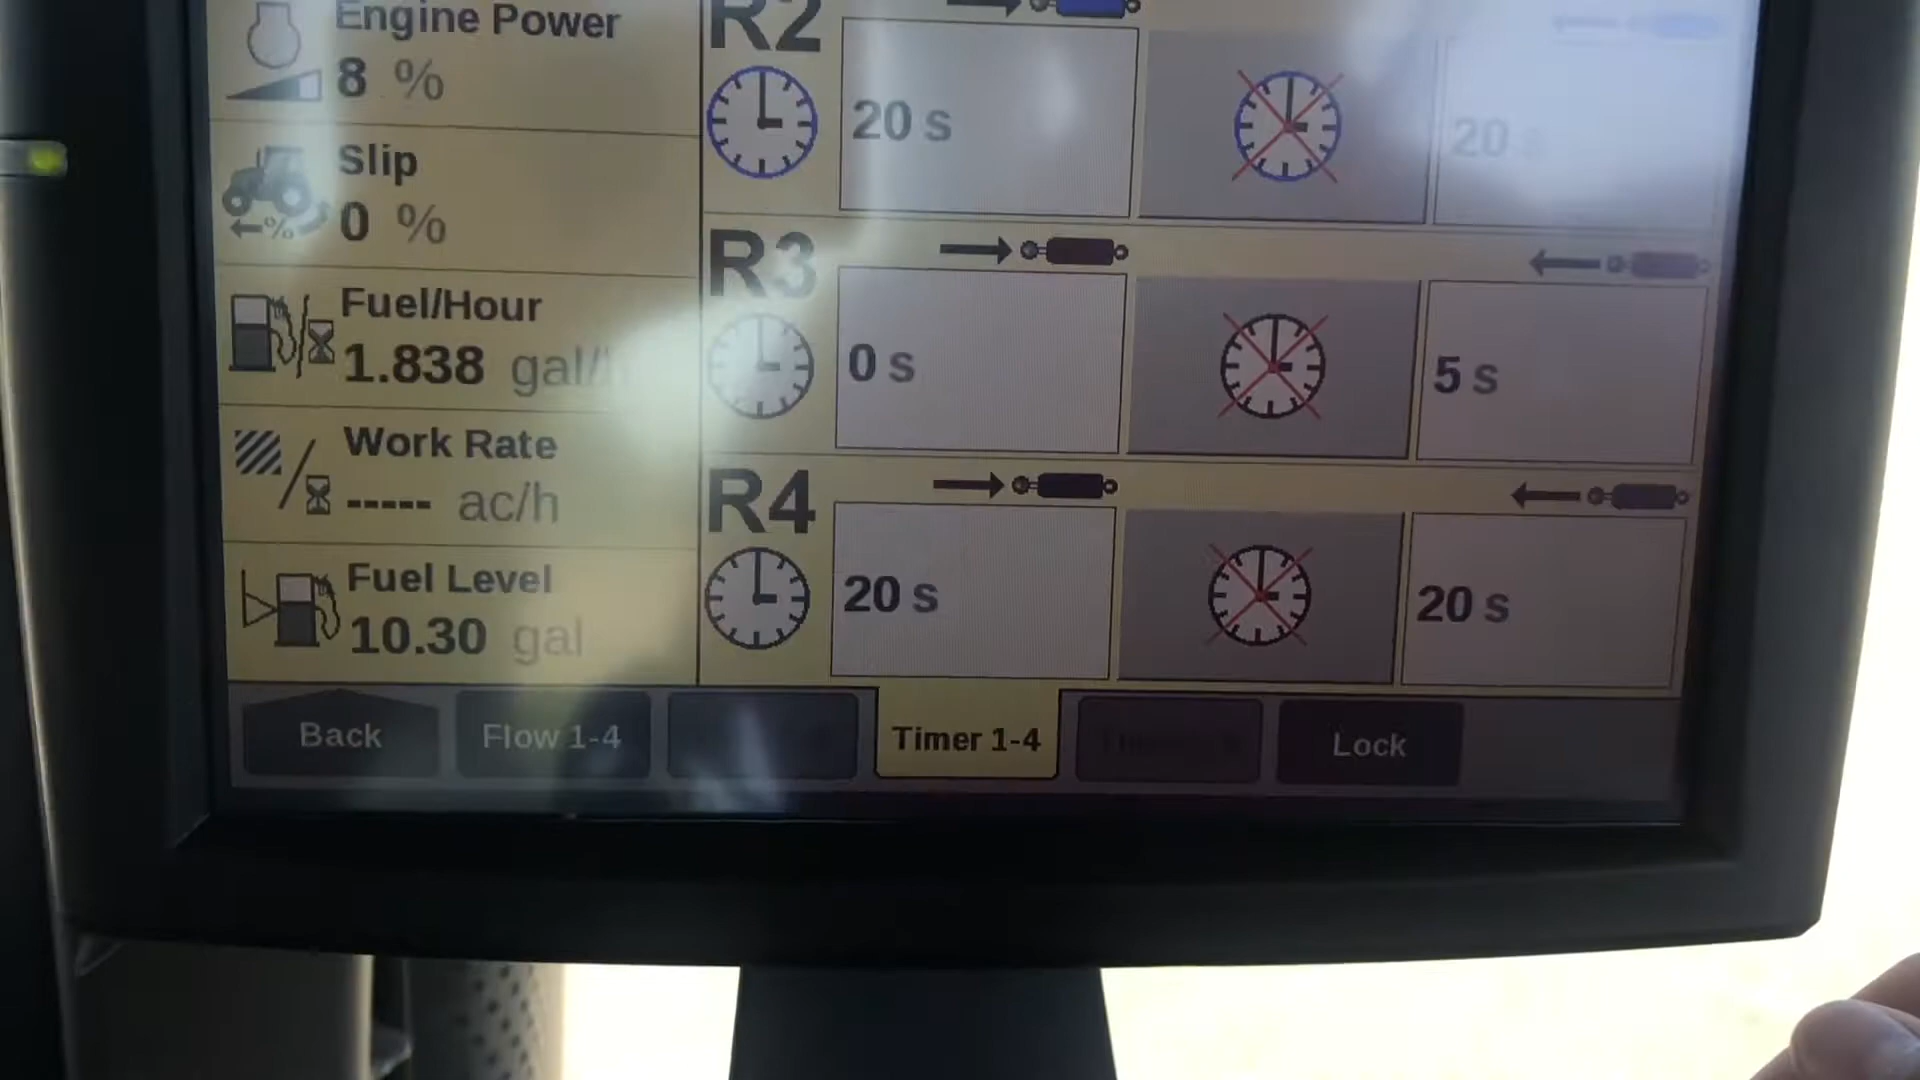 Engine Power
8 %
Slip
0 %
%
Fuel/Hour
1.838 gal/
Work Rate
----- ac/h
Fuel Level
10.30 gal
R2
20 s
20 s
R3
0 s
5 s
R4
20 s
20 s
Back
Flow 1-4
Timer 1-4
Lock